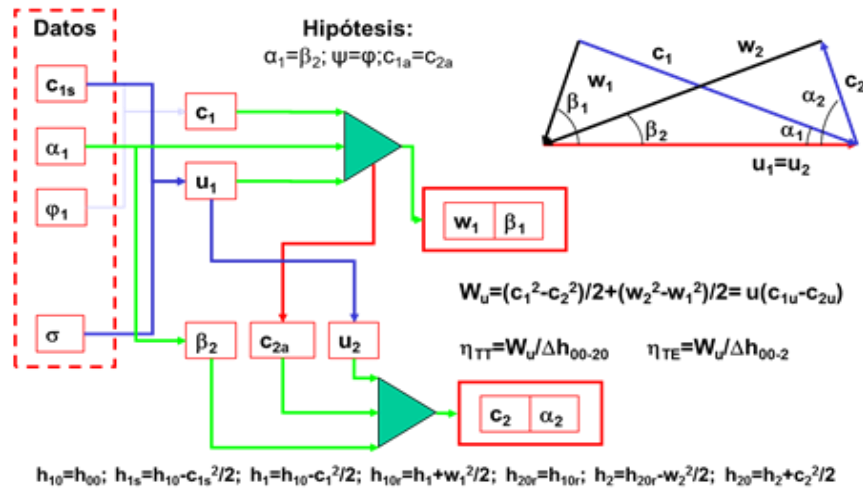 Datos
Hipótesis:
α₁=β₂; ψ=φ;c₁ₐ=c₂ₐ
c₁ₛ
α₁
φ₁
σ
c₁
u₁
β₂
c₂ₐ
u₂
w₁ β₁
c₂ α₂
c₁
w₂
w₁
c₂
β₁
β₂
α₁
α₂
u₁=u₂
Wᵤ=(c₁²-c₂²)/2+(w₂²-w₁²)/2= u(c₁ᵤ-c₂ᵤ)
η_TT=Wᵤ/Δh₀₀₋₂₀ η_TE=Wᵤ/Δh₀₀₋₂
h₁₀=h₀₀; h₁ₛ=h₁₀-c₁ₛ²/2; h₁=h₁₀-c₁²/2; h₁₀ᵣ=h₁+w₁²/2; h₂₀ᵣ=h₁₀ᵣ; h₂=h₂₀ᵣ-w₂²/2; h₂₀=h₂+c₂²/2